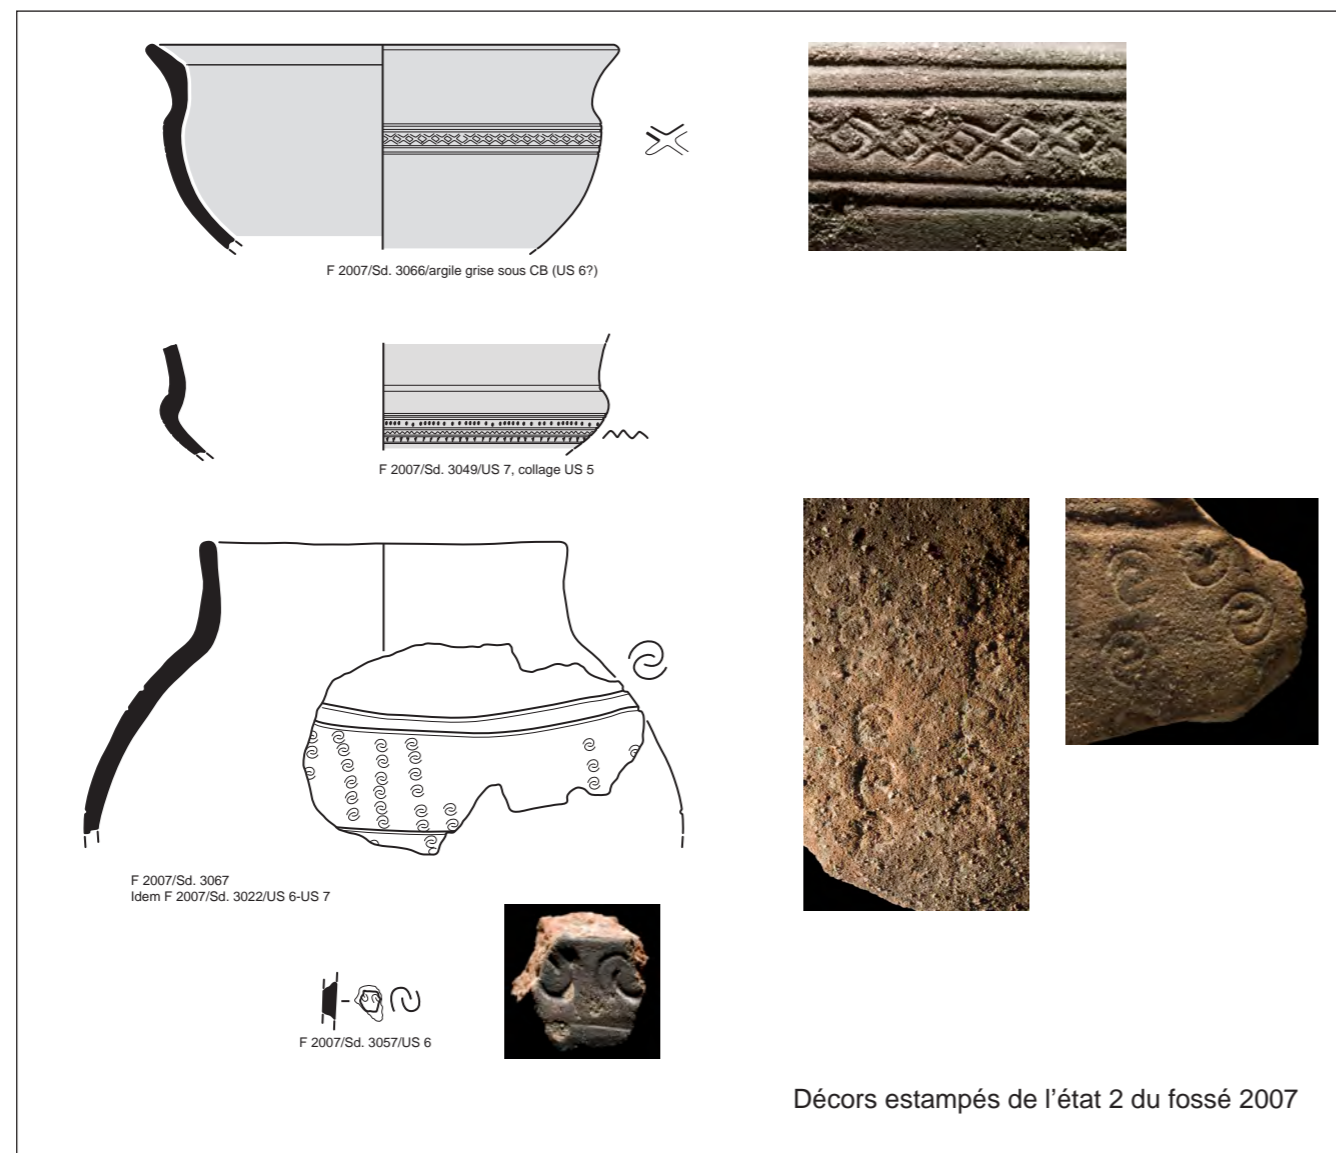 F 2007/Sd. 3066/argile grise sous CB (US 6?)
F 2007/Sd. 3049/US 7, collage US 5
F 2007/Sd. 3067
Idem F 2007/Sd. 3022/US 6-US 7
F 2007/Sd. 3057/US 6
Décors estampés de l’état 2 du fossé 2007